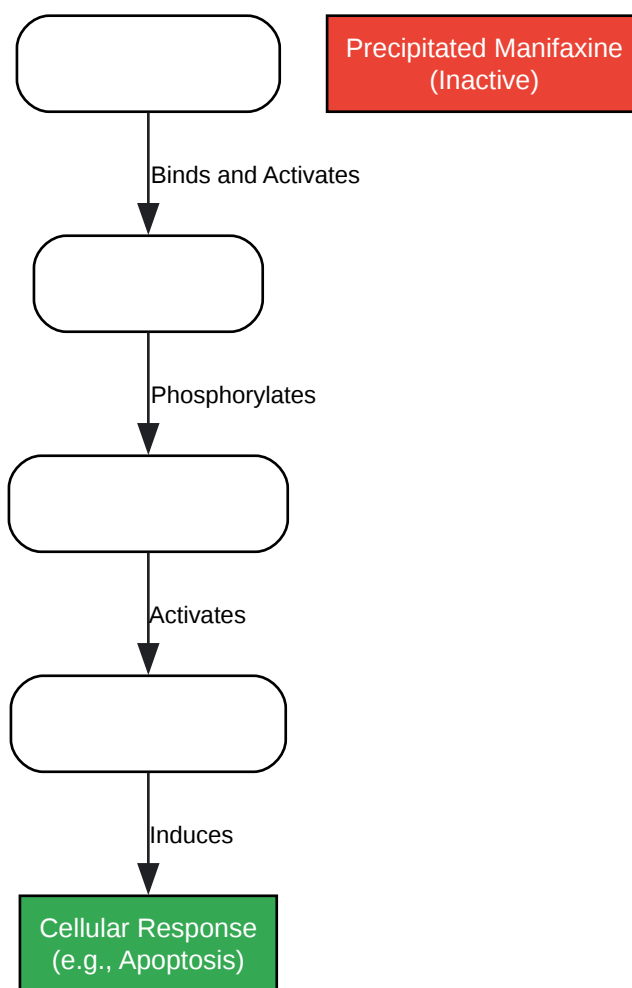 Precipitated Manifaxine
(Inactive)
Binds and Activates
Phosphorylates
Activates
Induces
Cellular Response
(e.g., Apoptosis)